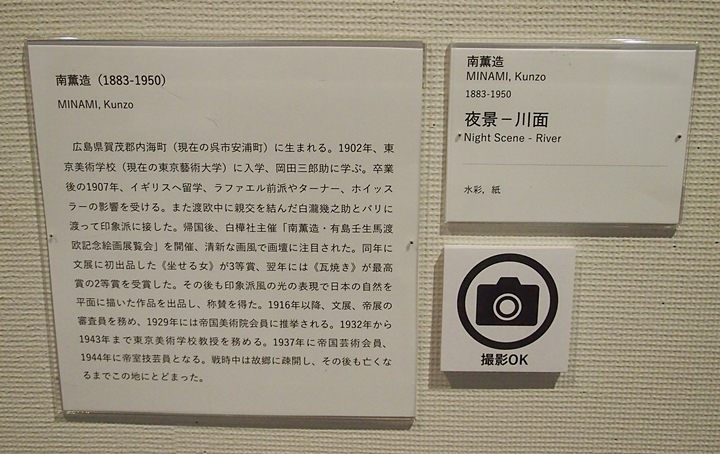 南薫造（1883-1950）
MINAMI, Kunzo
広島県賀茂郡内海町（現在の呉市安浦町）に生まれる。1902年、東
京美術学校（現在の東京藝術大学）に入学、岡田三郎助に学ぶ。卒業
後の1907年、イギリスへ留学、ラファエル前派やターナー、ホイッス
ラーの影響を受ける。また渡欧中に親交を結んだ白瀧幾之助とパリに
渡って印象派に接した。帰国後、白樺社主催「南薫造・有島壬生馬渡
欧記念絵画展覧会」を開催、清新な画風で画壇に注目された。同年に
文展に初出品した《坐せる女》が3等賞、翌年には《瓦焼き》が最高
賞の2等賞を受賞した。その後も印象派風の光の表現で日本の自然を
平面に描いた作品を出品し、称賛を得た。1916年以降、文展、帝展の
審査員を務め、1929年には帝国美術院会員に推挙される。1932年から
1943年まで東京美術学校教授を務める。1937年に帝国芸術会員、
1944年に帝室技芸員となる。戦時中は故郷に疎開し、その後も亡くな
るまでこの地にとどまった。
南薫造
MINAMI, Kunzo
1883-1950
夜景－川面
Night Scene - River
水彩，紙
撮影OK